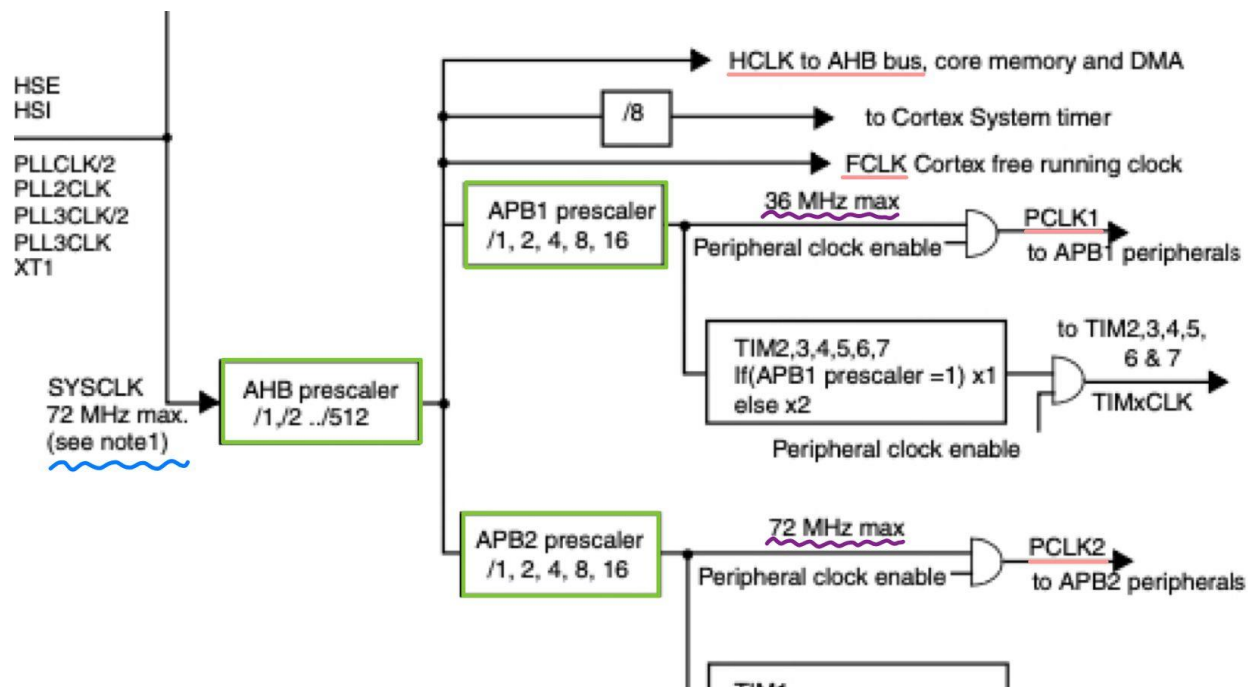 HSE
HSI
PLLCLK/2
PLL2CLK
PLL3CLK/2
PLL3CLK
XT1
SYSCLK
72 MHz max.
(see note1)
AHB prescaler
/1,/2 ../512
HCLK to AHB bus, core memory and DMA
/8
to Cortex System timer
FCLK Cortex free running clock
APB1 prescaler
/1, 2, 4, 8, 16
36 MHz max
Peripheral clock enable
PCLK1
to APB1 peripherals
TIM2,3,4,5,6,7
If(APB1 prescaler =1) x1
else x2
to TIM2,3,4,5,
6 & 7
TIMxCLK
Peripheral clock enable
APB2 prescaler
/1, 2, 4, 8, 16
72 MHz max
Peripheral clock enable
PCLK2
to APB2 peripherals